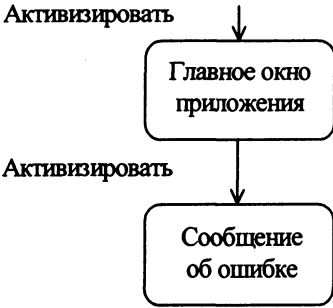 Активизировать
Главное окно
приложения
Активизировать
Сообщение
об ошибке